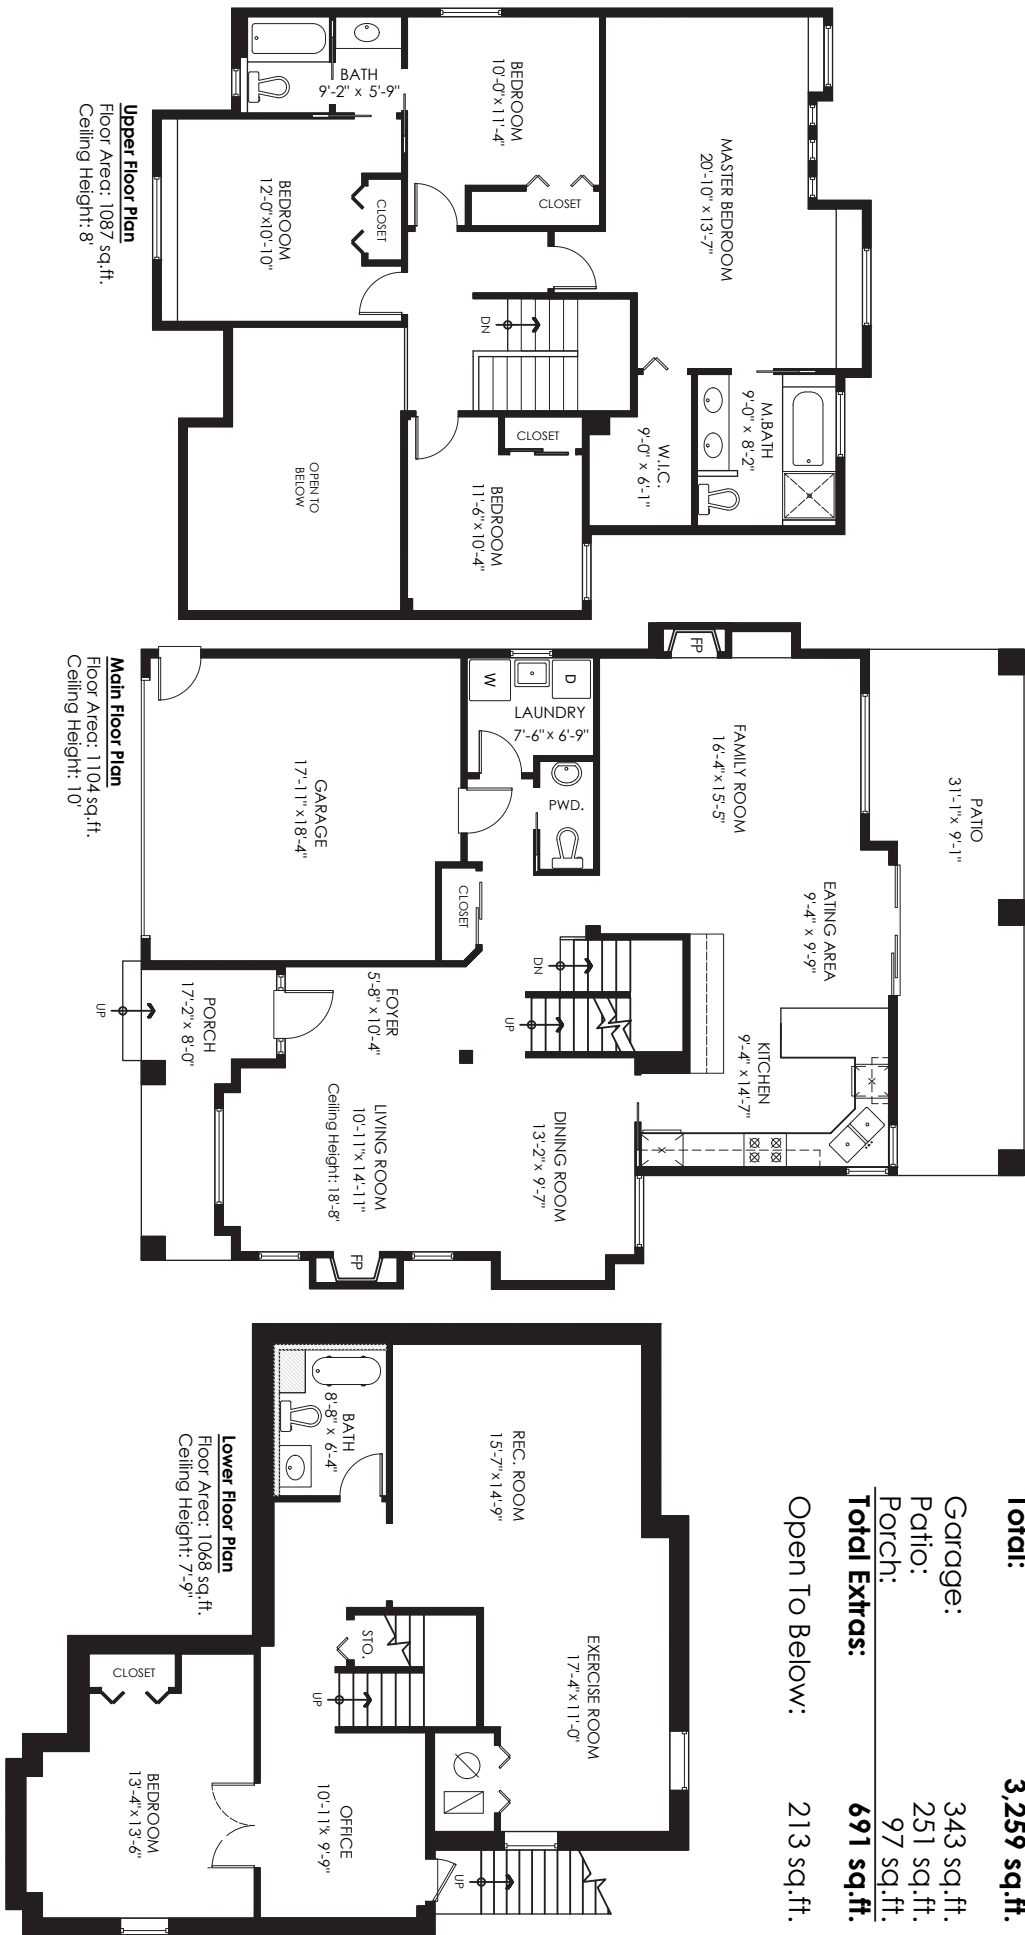 Total: 3,259 sq.ft.
Garage: 343 sq.ft.
Patio: 251 sq.ft.
Porch: 97 sq.ft.
Total Extras: 691 sq.ft.
Open To Below: 213 sq.ft.
MASTER BEDROOM
20'-10" x 13'-7"
M.BATH
9'-0" x 8'-2"
W.I.C.
9'-0" x 6'-1"
BEDROOM
10'-0" x 11'-4"
CLOSET
BATH
9'-2" x 5'-9"
CLOSET
BEDROOM
12'-0" x 10'-10"
DN
CLOSET
BEDROOM
11'-6" x 10'-4"
OPEN TO
BELOW
Upper Floor Plan
Floor Area: 1087 sq.ft.
Ceiling Height: 8'
PATIO
31'-1" x 9'-1"
FP
FAMILY ROOM
16'-4" x 15'-5"
EATING AREA
9'-4" x 9'-9"
KITCHEN
9'-4" x 14'-7"
D
W
LAUNDRY
7'-6" x 6'-9"
PWD.
DN
UP
DINING ROOM
13'-2" x 9'-7"
CLOSET
GARAGE
17'-11" x 18'-4"
FOYER
5'-8" x 10'-4"
LIVING ROOM
10'-11" x 14'-11"
Ceiling Height: 18'-8"
FP
PORCH
17'-2" x 8'-0"
UP
Main Floor Plan
Floor Area: 1104 sq.ft.
Ceiling Height: 10'
REC. ROOM
15'-7" x 14'-9"
EXERCISE ROOM
17'-4" x 11'-0"
BATH
8'-8" x 6'-4"
STO.
UP
UP
OFFICE
10'-11" x 9'-9"
CLOSET
BEDROOM
13'-4" x 13'-6"
Lower Floor Plan
Floor Area: 1068 sq.ft.
Ceiling Height: 7'-9"